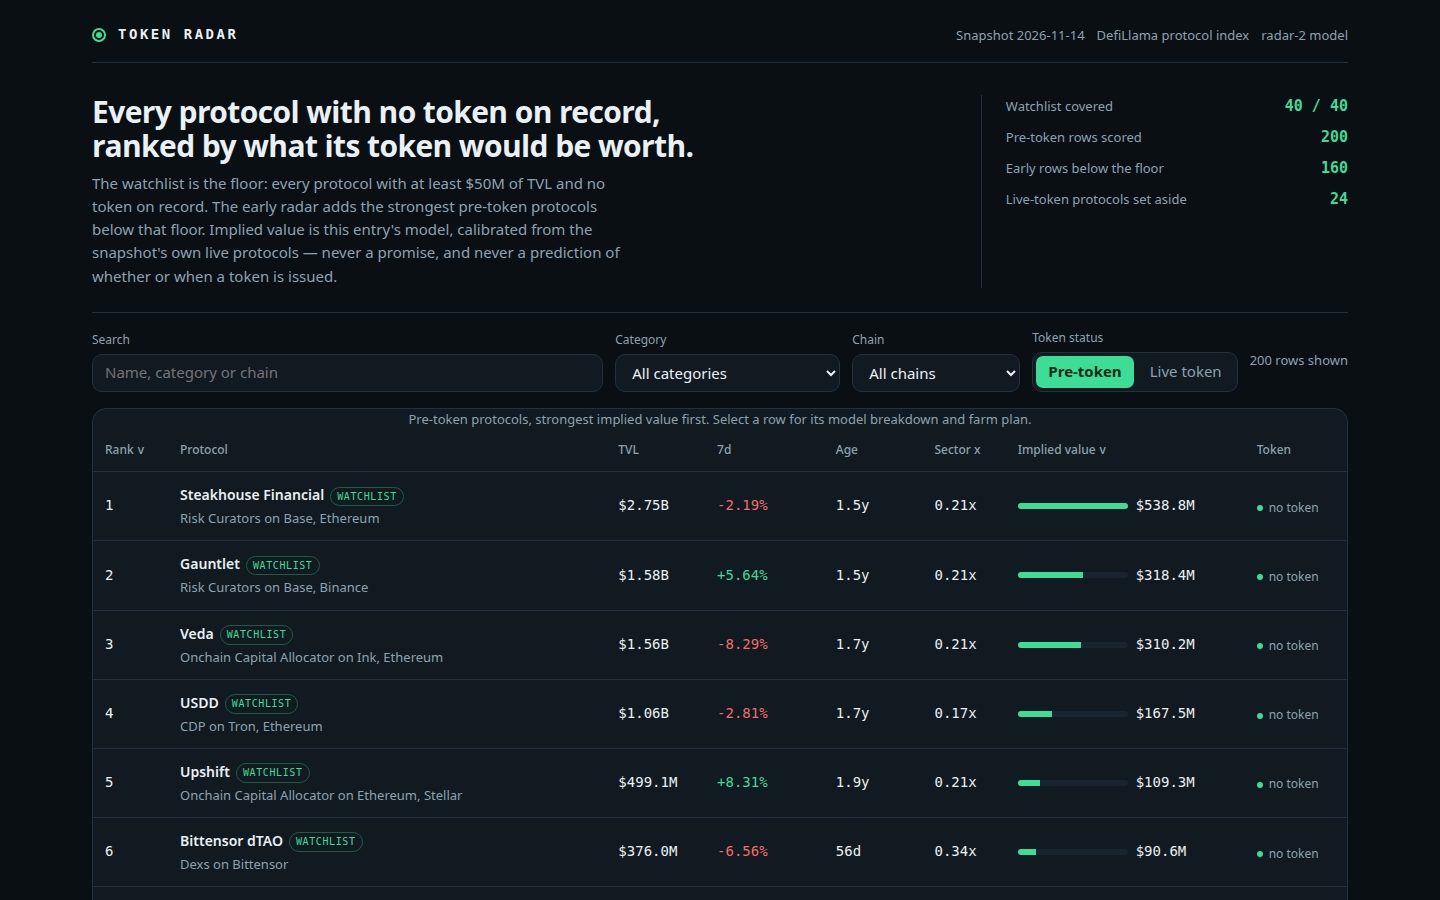 TOKEN RADAR
Snapshot 2026-11-14 DefiLlama protocol index radar-2 model
Every protocol with no token on record,
ranked by what its token would be worth.
The watchlist is the floor: every protocol with at least $50M of TVL and no
token on record. The early radar adds the strongest pre-token protocols
below that floor. Implied value is this entry's model, calibrated from the
snapshot's own live protocols — never a promise, and never a prediction of
whether or when a token is issued.
Watchlist covered 40 / 40
Pre-token rows scored 200
Early rows below the floor 160
Live-token protocols set aside 24
Search Category Chain Token status
Name, category or chain All categories All chains Pre-token Live token 200 rows shown
Pre-token protocols, strongest implied value first. Select a row for its model breakdown and farm plan.
Rank v Protocol TVL 7d Age Sector x Implied value v Token
1 Steakhouse Financial WATCHLIST $2.75B -2.19% 1.5y 0.21x $538.8M no token
Risk Curators on Base, Ethereum
2 Gauntlet WATCHLIST $1.58B +5.64% 1.5y 0.21x $318.4M no token
Risk Curators on Base, Binance
3 Veda WATCHLIST $1.56B -8.29% 1.7y 0.21x $310.2M no token
Onchain Capital Allocator on Ink, Ethereum
4 USDD WATCHLIST $1.06B -2.81% 1.7y 0.17x $167.5M no token
CDP on Tron, Ethereum
5 Upshift WATCHLIST $499.1M +8.31% 1.9y 0.21x $109.3M no token
Onchain Capital Allocator on Ethereum, Stellar
6 Bittensor dTAO WATCHLIST $376.0M -6.56% 56d 0.34x $90.6M no token
Dexs on Bittensor